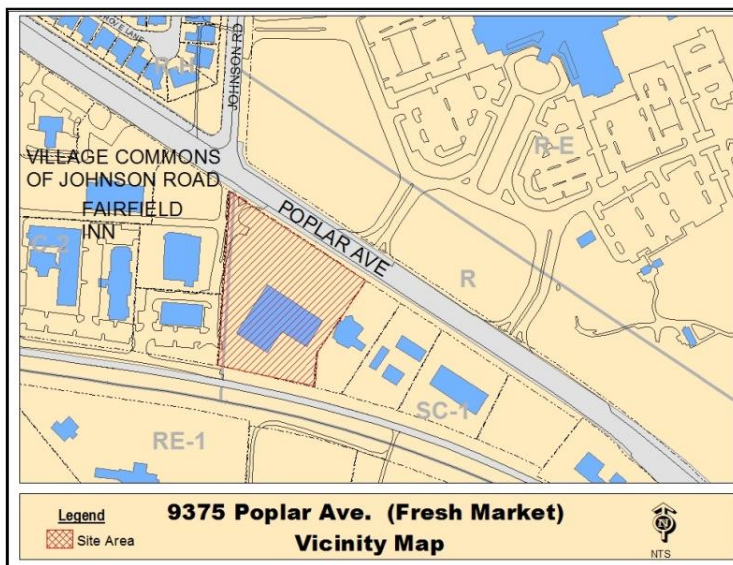 R-H
JOHNSON RD
R-E
VILLAGE COMMONS
OF JOHNSON ROAD
FAIRFIELD
INN
C-2
POPLAR AVE
R
SC-1
RE-1
Legend
Site Area
9375 Poplar Ave. (Fresh Market)
Vicinity Map
N
NTS